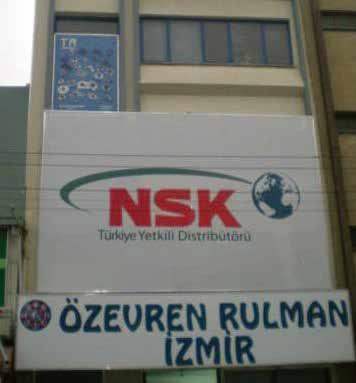 NSK
Türkiye Yetkili Distribütörü
ÖZEVREN RULMAN
İZMİR